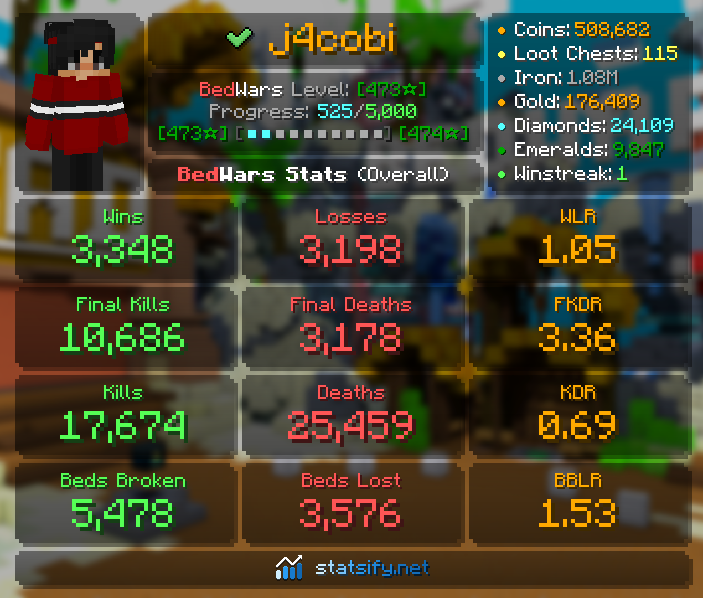 j4cobi
BedWars Level: [473☆]
Progress: 525/5,000
[473☆] [■■■■■■■■■■] [474☆]
BedWars Stats (Overall)
• Coins: 508,682
• Loot Chests: 115
• Iron: 1.08M
• Gold: 176,409
• Diamonds: 24,109
• Emeralds: 9,847
• Winstreak: 1
Wins
3,348
Losses
3,198
WLR
1.05
Final Kills
10,686
Final Deaths
3,178
FKDR
3.36
Kills
17,674
Deaths
25,459
KDR
0.69
Beds Broken
5,478
Beds Lost
3,576
BBLR
1.53
statsify.net